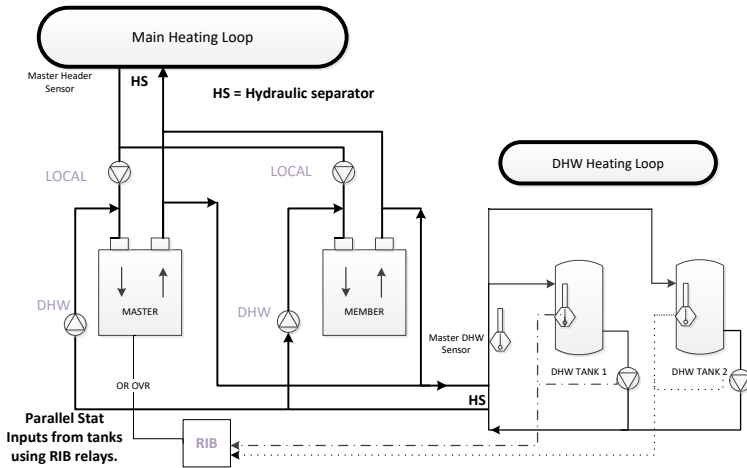 Main Heating Loop
Master Header
Sensor
HS
HS = Hydraulic separator
LOCAL
LOCAL
DHW Heating Loop
DHW
MASTER
DHW
MEMBER
Master DHW
Sensor
DHW TANK 1
DHW TANK 2
OR OVR
HS
Parallel Stat
Inputs from tanks
using RIB relays.
RIB